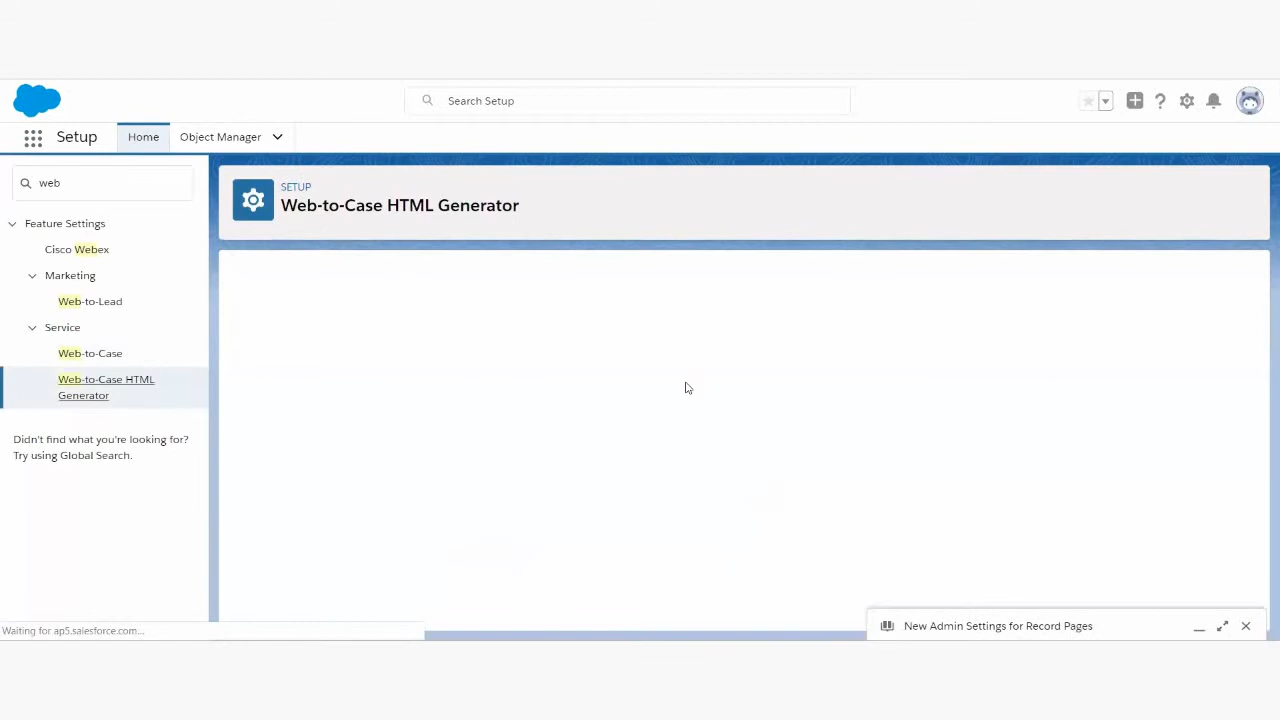 Search Setup
Setup
Home
Object Manager
web
Feature Settings
Cisco Webex
Marketing
Web-to-Lead
Service
Web-to-Case
Web-to-Case HTML
Generator
Didn't find what you're looking for?
Try using Global Search.
SETUP
Web-to-Case HTML Generator
Waiting for ap5.salesforce.com...
New Admin Settings for Record Pages